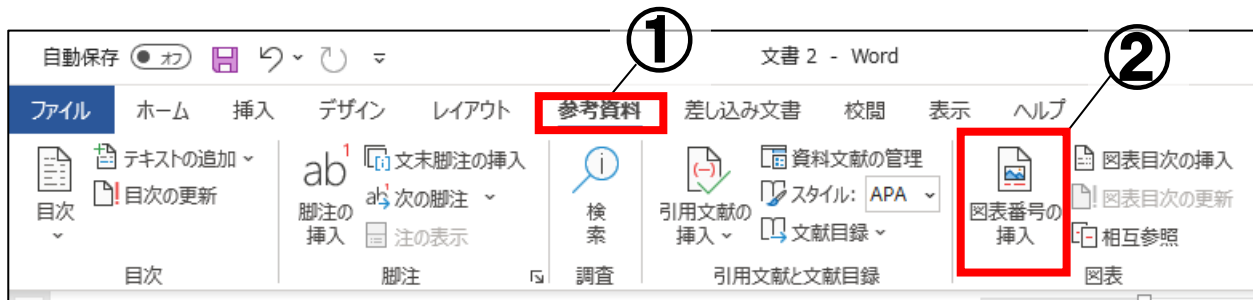 ① ②
自動保存 オフ 文書 2 - Word
ファイル ホーム 挿入 デザイン レイアウト 参考資料 差し込み文書 校閲 表示 ヘルプ
目次
テキストの追加
目次の更新
目次
ab1
脚注の
挿入
文末脚注の挿入
次の脚注
注の表示
脚注
検
索
調査
引用文献の
挿入
資料文献の管理
スタイル: APA
文献目録
引用文献と文献目録
図表番号の
挿入
図表目次の挿入
図表目次の更新
相互参照
図表